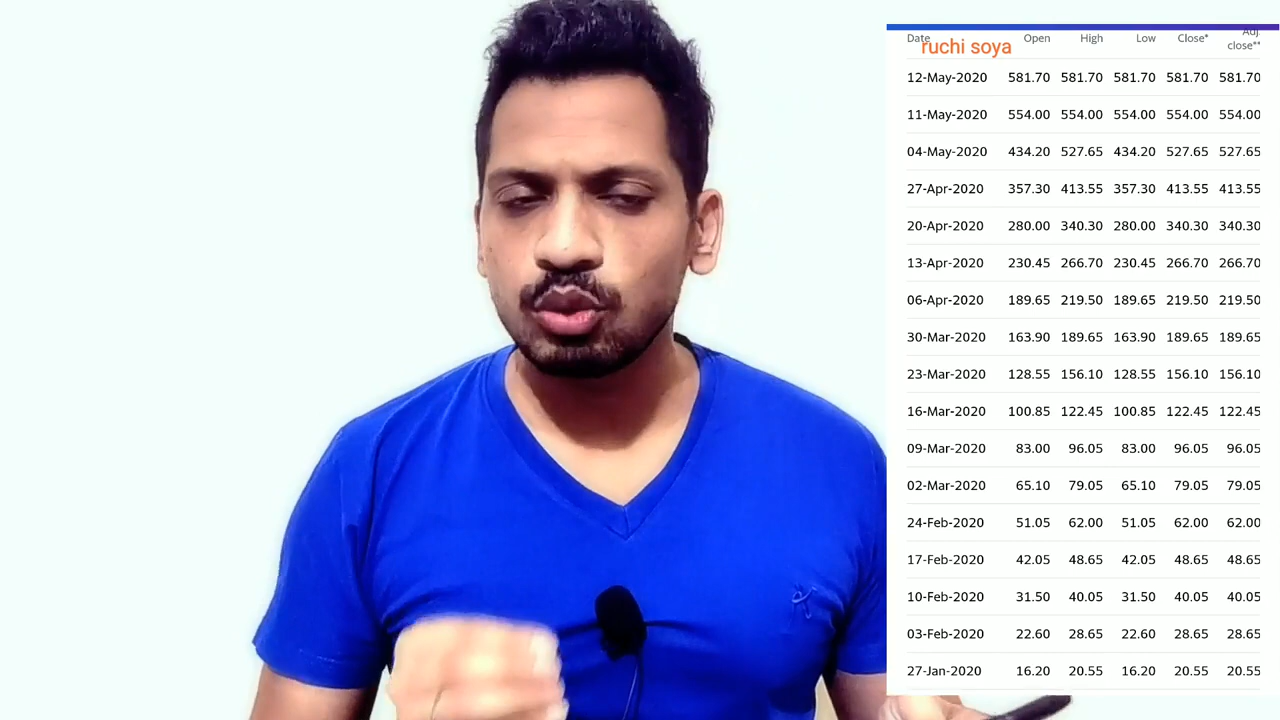 Date Open High Low Close* Adj close**
ruchi soya
12-May-2020 581.70 581.70 581.70 581.70 581.70
11-May-2020 554.00 554.00 554.00 554.00 554.00
04-May-2020 434.20 527.65 434.20 527.65 527.65
27-Apr-2020 357.30 413.55 357.30 413.55 413.55
20-Apr-2020 280.00 340.30 280.00 340.30 340.30
13-Apr-2020 230.45 266.70 230.45 266.70 266.70
06-Apr-2020 189.65 219.50 189.65 219.50 219.50
30-Mar-2020 163.90 189.65 163.90 189.65 189.65
23-Mar-2020 128.55 156.10 128.55 156.10 156.10
16-Mar-2020 100.85 122.45 100.85 122.45 122.45
09-Mar-2020 83.00 96.05 83.00 96.05 96.05
02-Mar-2020 65.10 79.05 65.10 79.05 79.05
24-Feb-2020 51.05 62.00 51.05 62.00 62.00
17-Feb-2020 42.05 48.65 42.05 48.65 48.65
10-Feb-2020 31.50 40.05 31.50 40.05 40.05
03-Feb-2020 22.60 28.65 22.60 28.65 28.65
27-Jan-2020 16.20 20.55 16.20 20.55 20.55